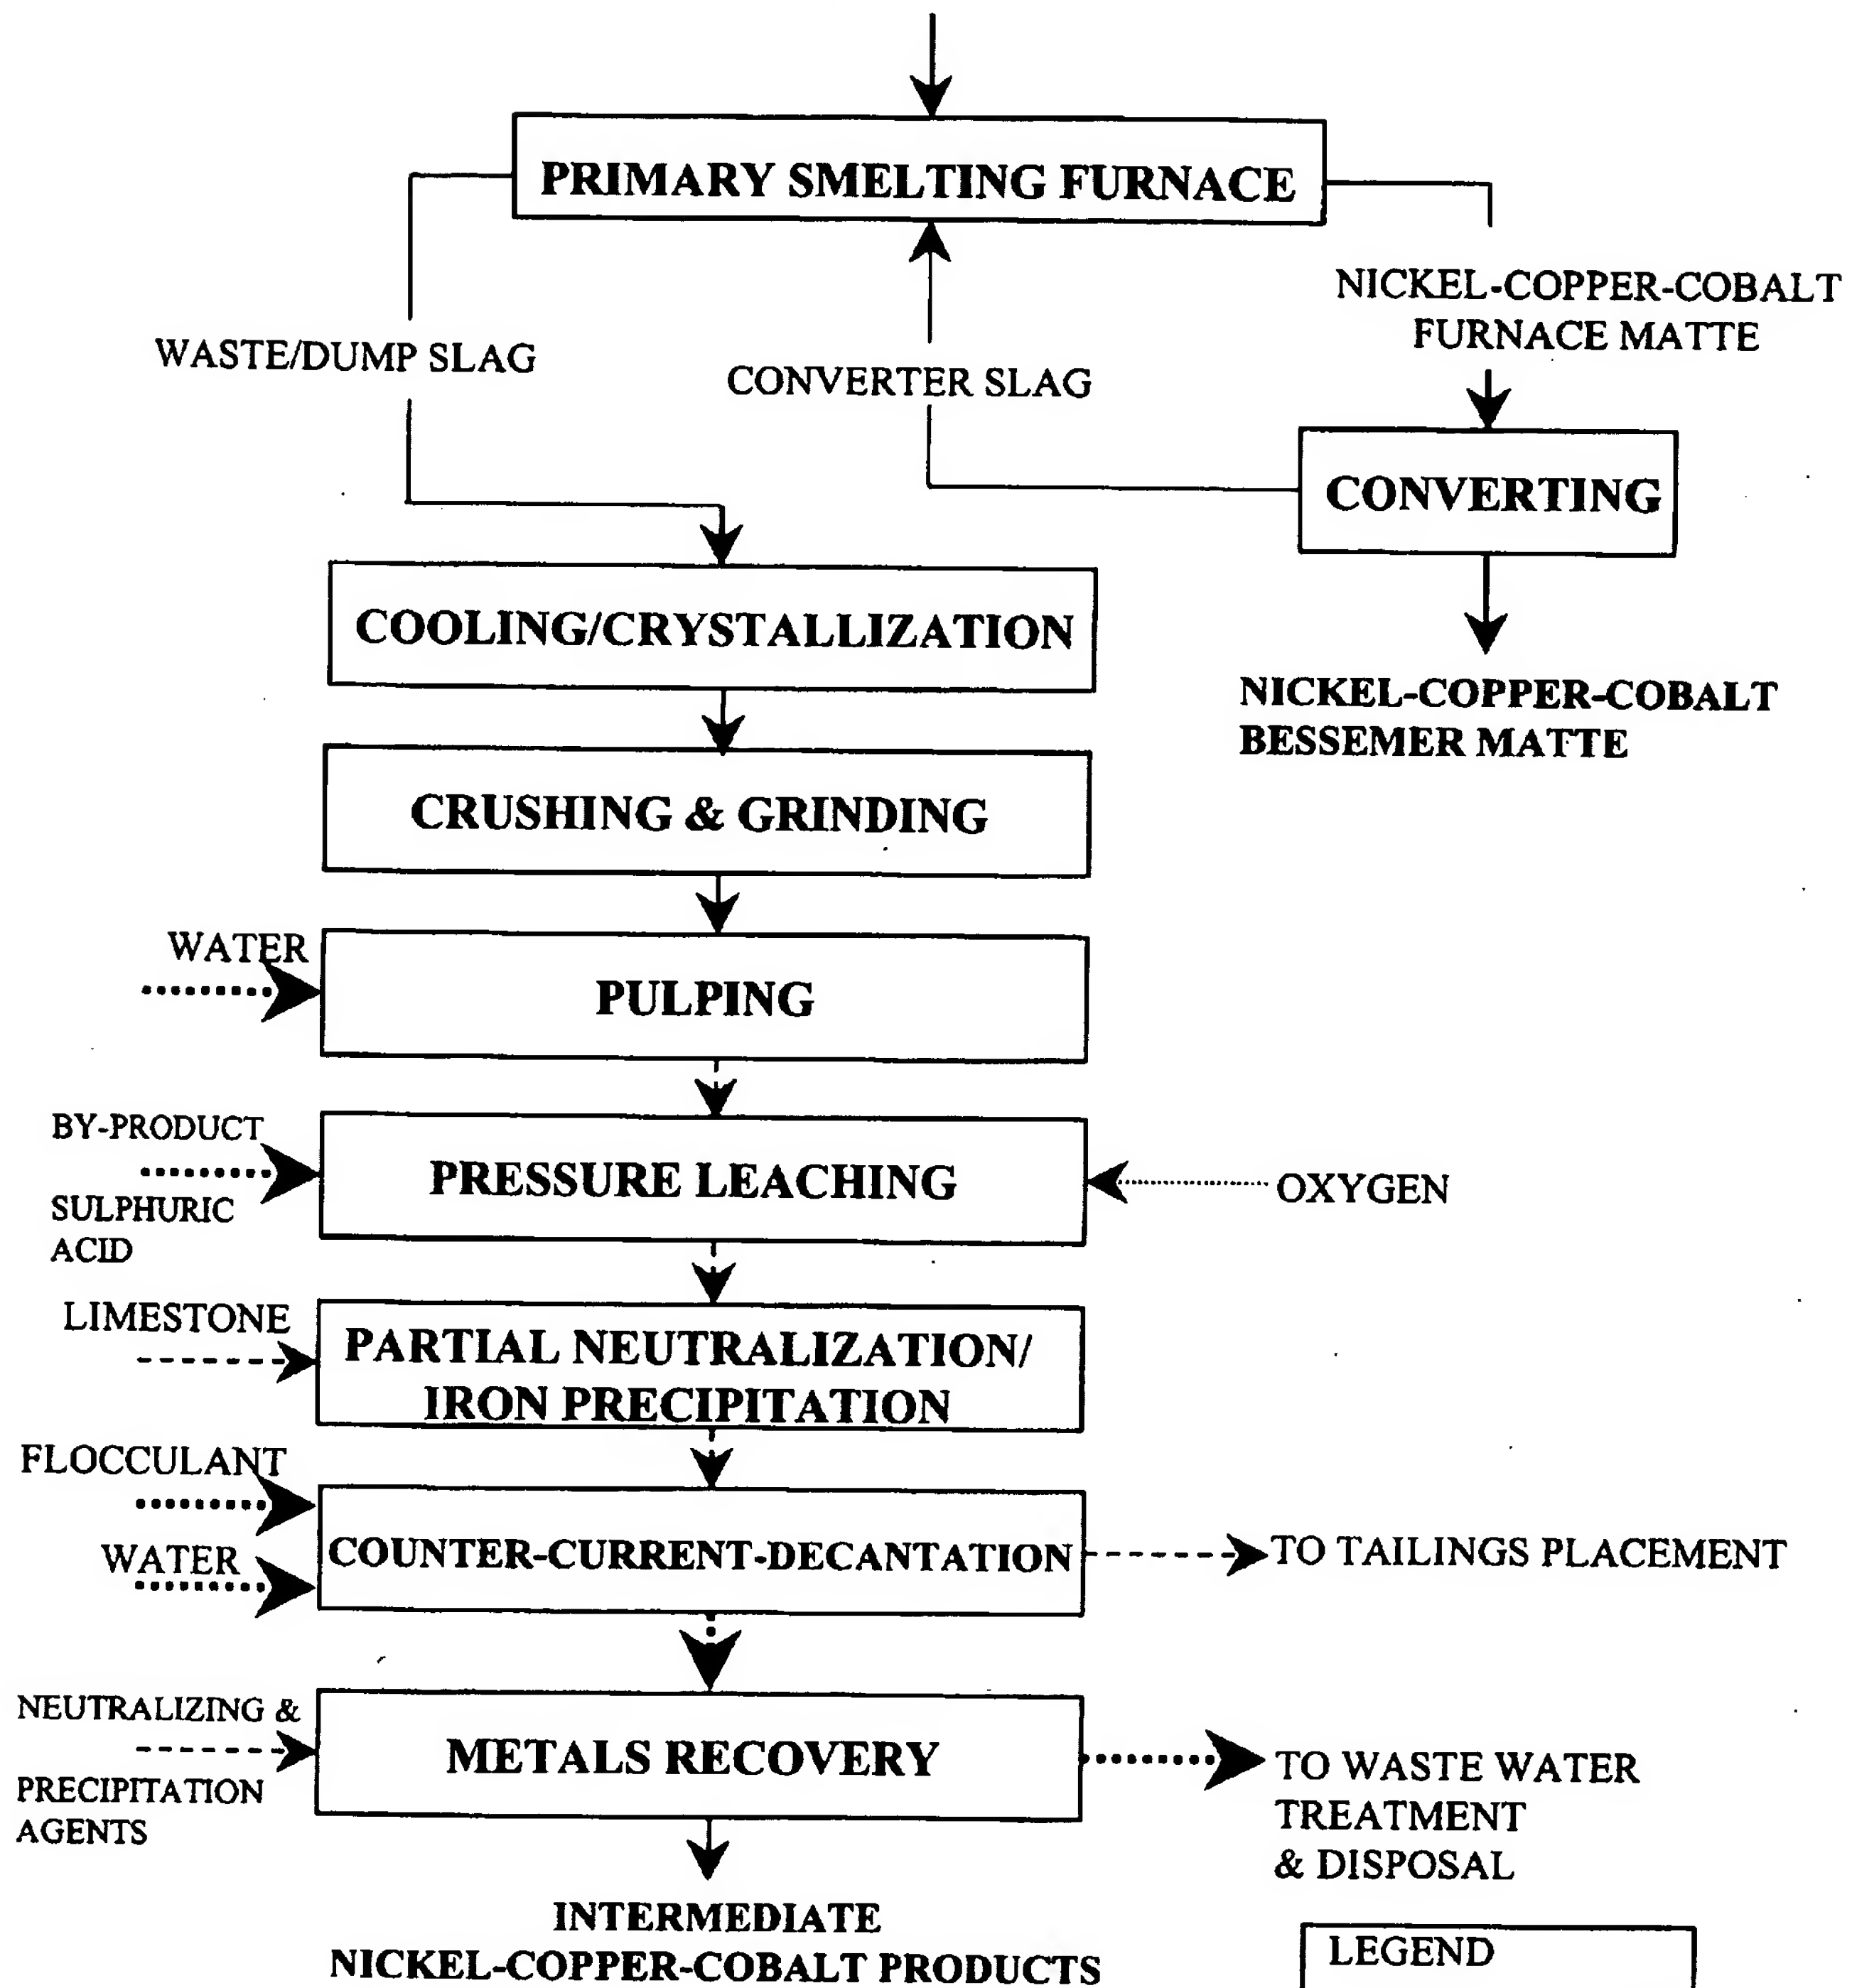 PRIMARY SMELTING FURNACE
NICKEL-COPPER-COBALT
FURNACE MATTE
WASTE/DUMP SLAG
CONVERTER SLAG
CONVERTING
COOLING/CRYSTALLIZATION
NICKEL-COPPER-COBALT
BESSEMER MATTE
CRUSHING & GRINDING
WATER
PULPING
BY-PRODUCT
SULPHURIC
ACID
PRESSURE LEACHING
OXYGEN
LIMESTONE
PARTIAL NEUTRALIZATION/
IRON PRECIPITATION
FLOCCULANT
WATER
COUNTER-CURRENT-DECANTATION
TO TAILINGS PLACEMENT
NEUTRALIZING &
PRECIPITATION
AGENTS
METALS RECOVERY
TO WASTE WATER
TREATMENT
& DISPOSAL
INTERMEDIATE
NICKEL-COPPER-COBALT PRODUCTS
LEGEND